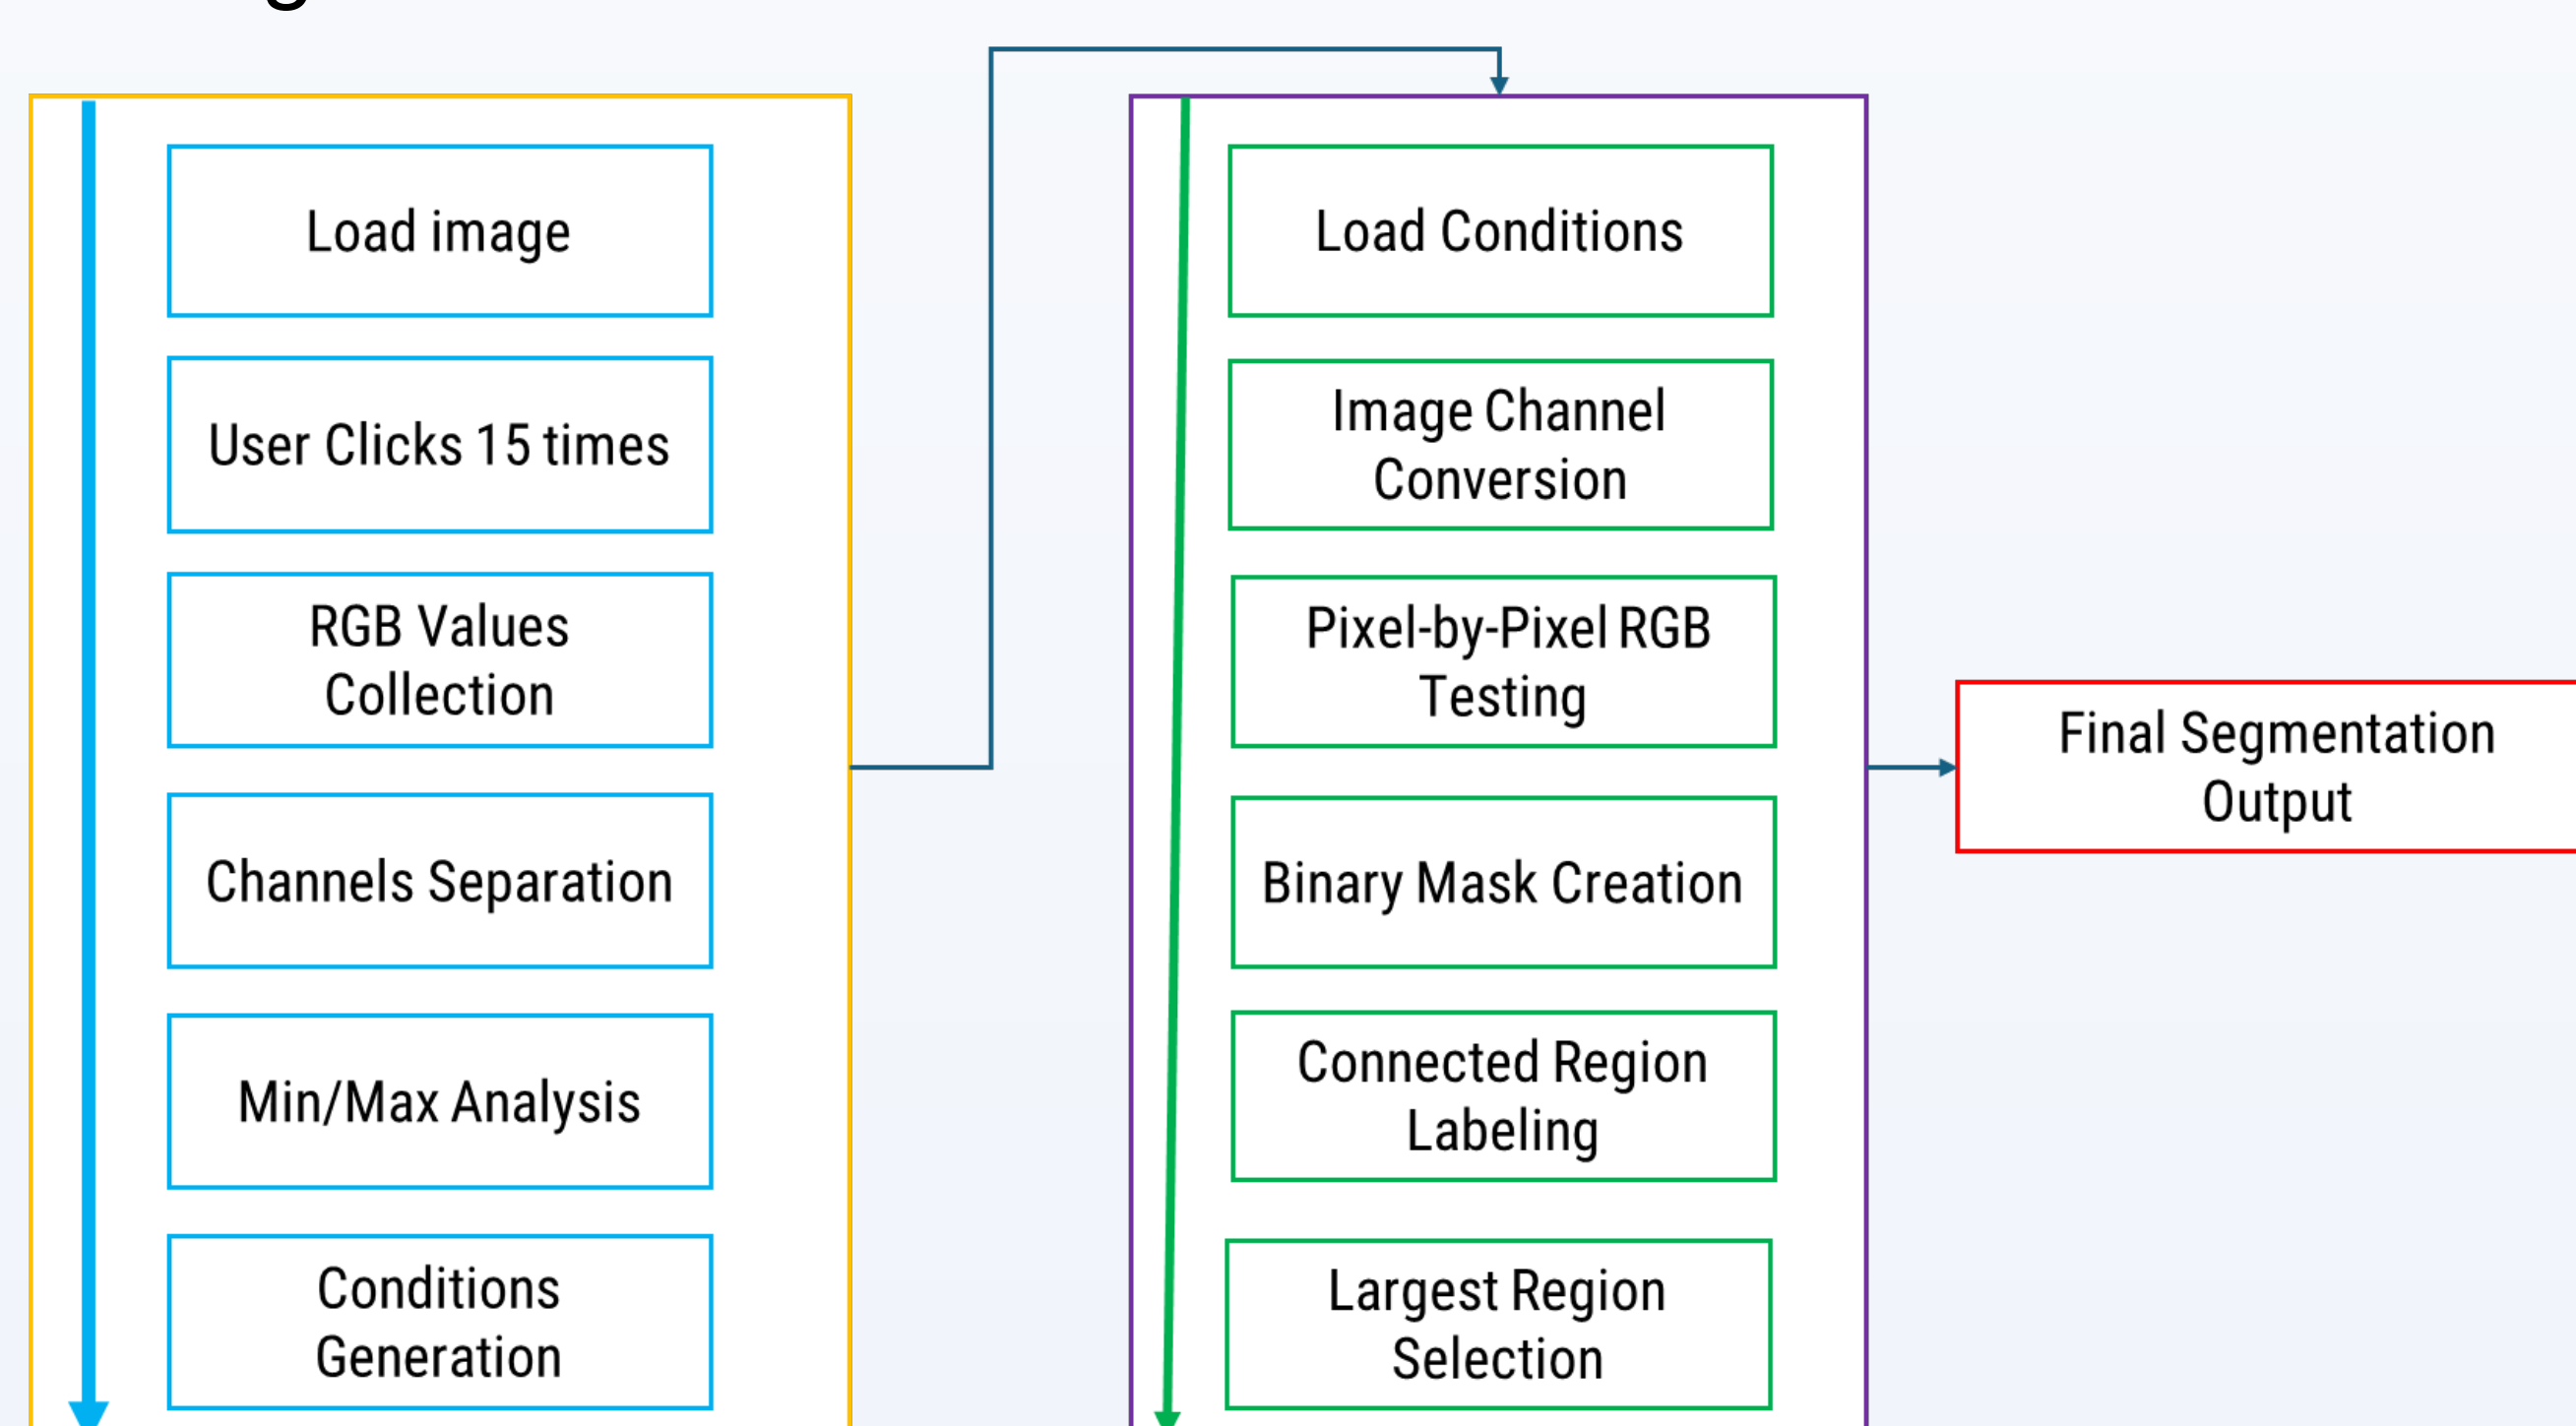 Load image
User Clicks 15 times
RGB Values
Collection
Channels Separation
Min/Max Analysis
Conditions
Generation
Load Conditions
Image Channel
Conversion
Pixel-by-Pixel RGB
Testing
Binary Mask Creation
Connected Region
Labeling
Largest Region
Selection
Final Segmentation
Output